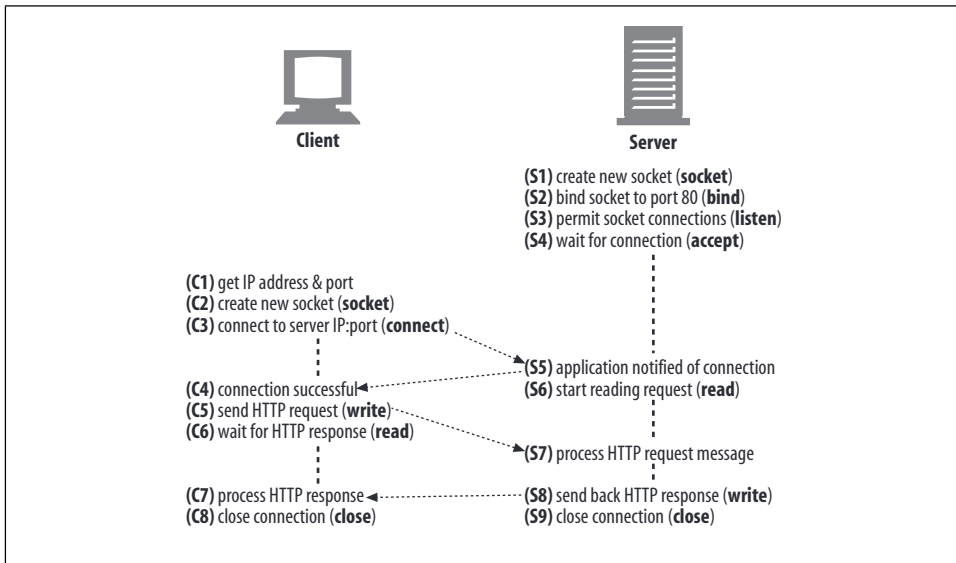 Client
Server
(S1) create new socket (socket)
(S2) bind socket to port 80 (bind)
(S3) permit socket connections (listen)
(S4) wait for connection (accept)
(C1) get IP address & port
(C2) create new socket (socket)
(C3) connect to server IP:port (connect)
(S5) application notified of connection
(S6) start reading request (read)
(C4) connection successful
(C5) send HTTP request (write)
(C6) wait for HTTP response (read)
(S7) process HTTP request message
(C7) process HTTP response
(C8) close connection (close)
(S8) send back HTTP response (write)
(S9) close connection (close)